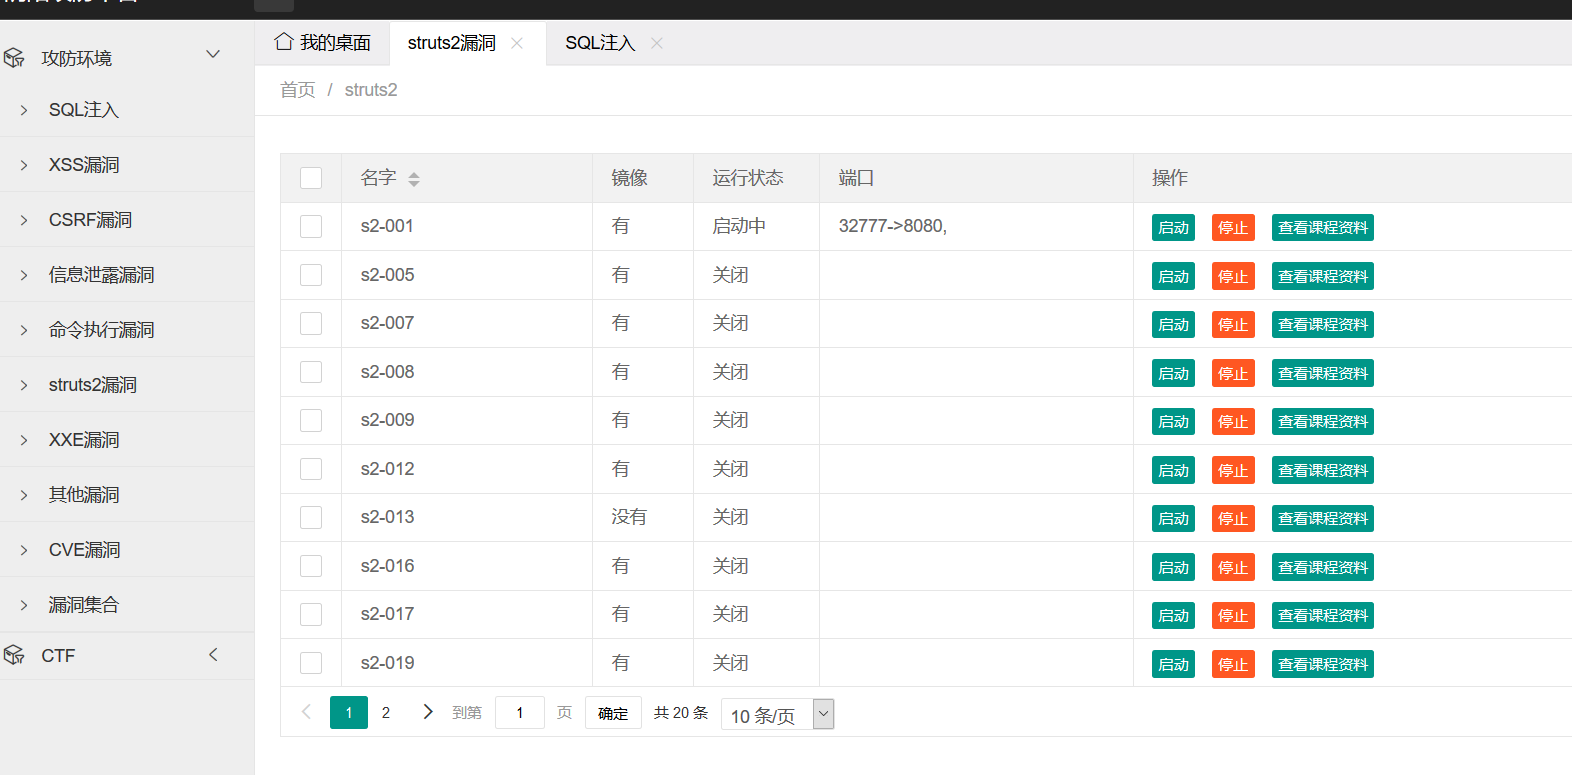 我的桌面 struts2漏洞 SQL注入
首页 / struts2
攻防环境
SQL注入
XSS漏洞
CSRF漏洞
信息泄露漏洞
命令执行漏洞
struts2漏洞
XXE漏洞
其他漏洞
CVE漏洞
漏洞集合
CTF
名字 镜像 运行状态 端口 操作
s2-001 有 启动中 32777->8080, 启动 停止 查看课程资料
s2-005 有 关闭 启动 停止 查看课程资料
s2-007 有 关闭 启动 停止 查看课程资料
s2-008 有 关闭 启动 停止 查看课程资料
s2-009 有 关闭 启动 停止 查看课程资料
s2-012 有 关闭 启动 停止 查看课程资料
s2-013 没有 关闭 启动 停止 查看课程资料
s2-016 有 关闭 启动 停止 查看课程资料
s2-017 有 关闭 启动 停止 查看课程资料
s2-019 有 关闭 启动 停止 查看课程资料
1 2 到第 1 页 确定 共 20 条 10 条/页